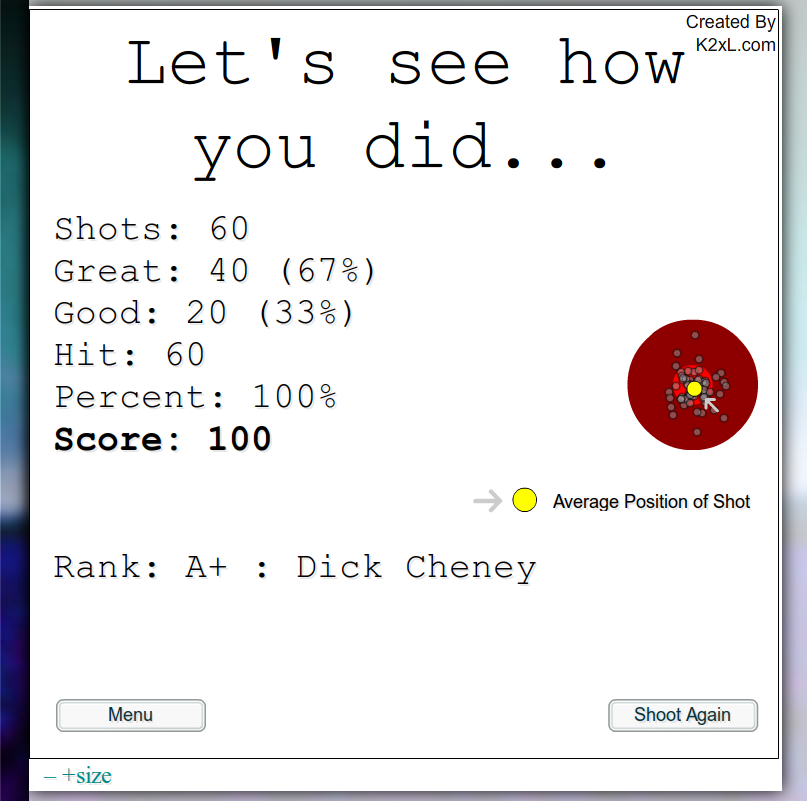 Created By
K2xL.com
Let's see how
you did...
Shots: 60
Great: 40 (67%)
Good: 20 (33%)
Hit: 60
Percent: 100%
Score: 100
Average Position of Shot
Rank: A+ : Dick Cheney
Menu
Shoot Again
– +size